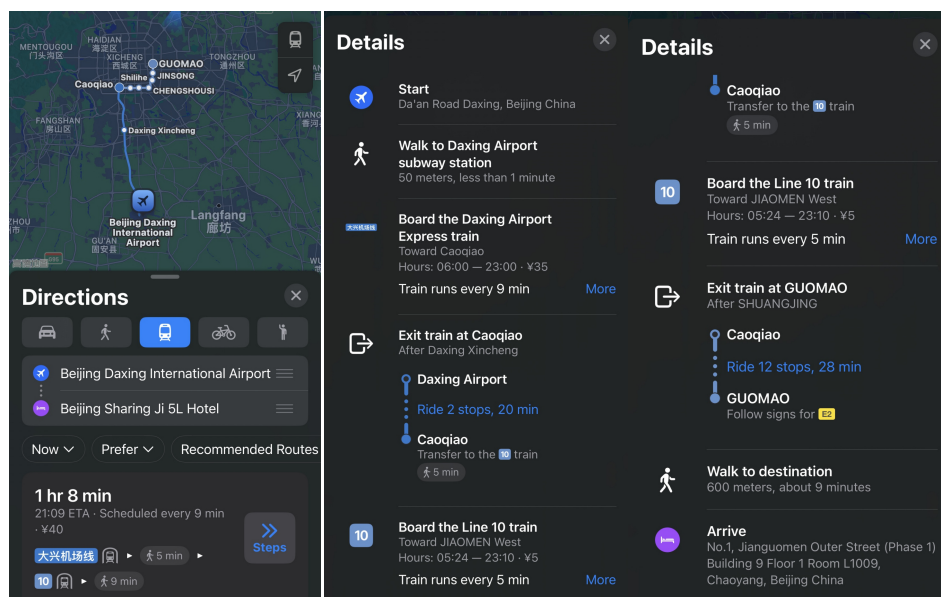 MENTOUGOU
门头沟区
HAIDIAN
海淀区
XICHENG
西城区
GUOMAO
TONGZHOU
通州区
Shilihe
JINSONG
Caoqiao
CHENGSHOUSI
FANGSHAN
房山区
XIANG
香河
Daxing Xincheng
Beijing Daxing
International
Airport
Langfang
廊坊
ZHOU
州市
GU'AN
固安县
Directions
Beijing Daxing International Airport
Beijing Sharing Ji 5L Hotel
Now
Prefer
Recommended Routes
1 hr 8 min
21:09 ETA · Scheduled every 9 min
· ¥40
大兴机场线
5 min
10
9 min
Steps
Details
Start
Da'an Road Daxing, Beijing China
Walk to Daxing Airport
subway station
50 meters, less than 1 minute
大兴机场线
Board the Daxing Airport
Express train
Toward Caoqiao
Hours: 06:00 — 23:00 · ¥35
Train runs every 9 min
More
Exit train at Caoqiao
After Daxing Xincheng
Daxing Airport
Ride 2 stops, 20 min
Caoqiao
Transfer to the 10 train
5 min
10
Board the Line 10 train
Toward JIAOMEN West
Hours: 05:24 — 23:10 · ¥5
Train runs every 5 min
More
Details
Caoqiao
Transfer to the 10 train
5 min
10
Board the Line 10 train
Toward JIAOMEN West
Hours: 05:24 — 23:10 · ¥5
Train runs every 5 min
More
Exit train at GUOMAO
After SHUANGJING
Caoqiao
Ride 12 stops, 28 min
GUOMAO
Follow signs for E2
Walk to destination
600 meters, about 9 minutes
Arrive
No.1, Jianguomen Outer Street (Phase 1)
Building 9 Floor 1 Room L1009,
Chaoyang, Beijing China